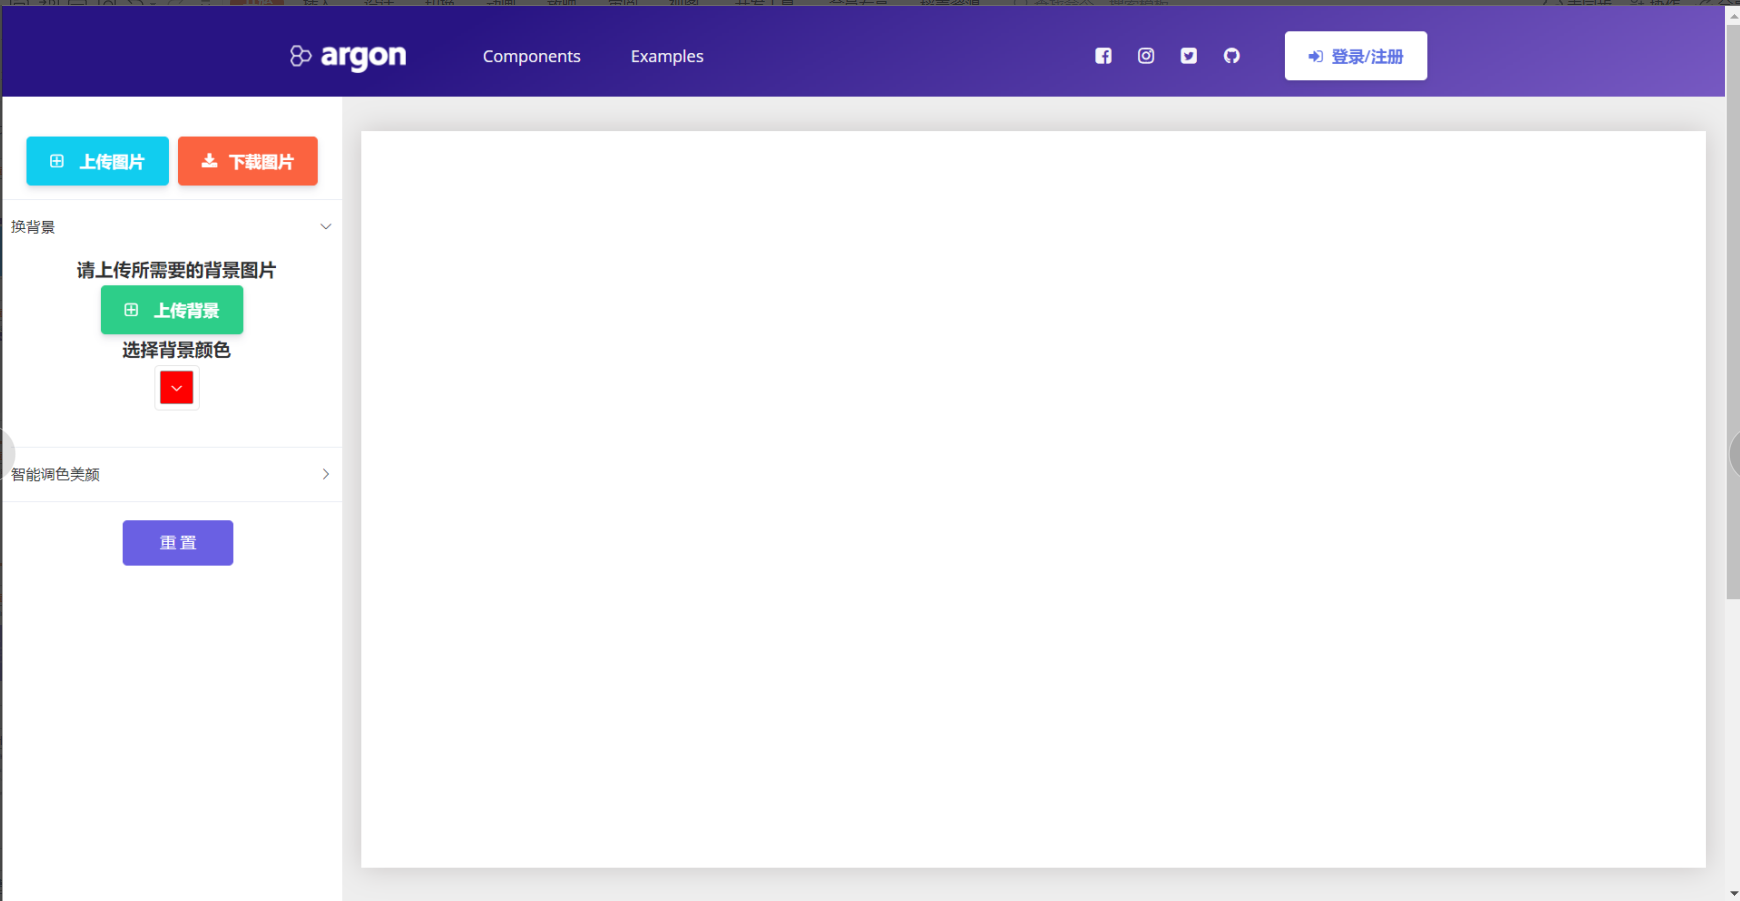 argon
Components
Examples
登录/注册
上传图片
下载图片
换背景
请上传所需要的背景图片
上传背景
选择背景颜色
智能调色美颜
重置